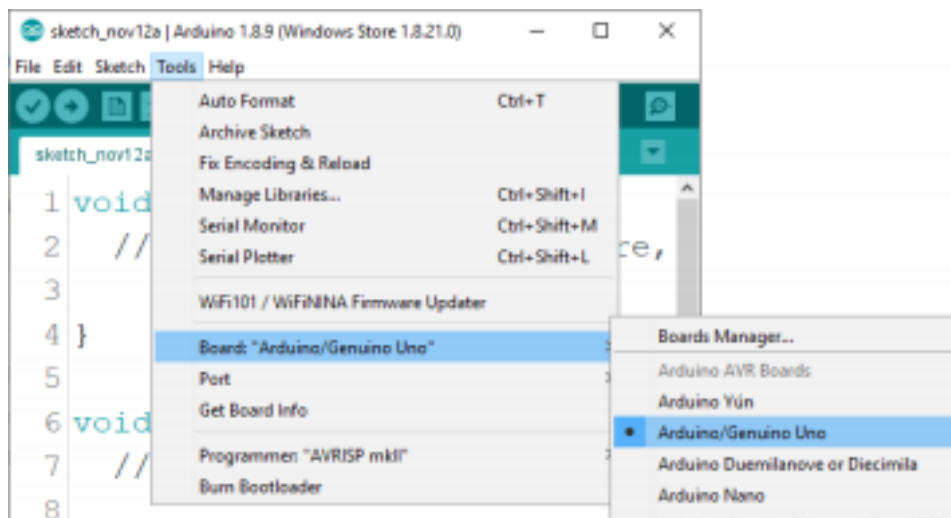 sketch_nov12a | Arduino 1.8.9 (Windows Store 1.8.21.0)
File Edit Sketch Tools Help
Auto Format Ctrl+T
Archive Sketch
sketch_nov12a
Fix Encoding & Reload
Manage Libraries... Ctrl+Shift+I
1 void
Serial Monitor Ctrl+Shift+M
2 // re,
Serial Plotter Ctrl+Shift+L
3
WiFi101 / WiFiNINA Firmware Updater
4 }
Board: "Arduino/Genuino Uno"
Boards Manager...
5
Port
Arduino AVR Boards
Get Board Info
Arduino Yún
6 void
Arduino/Genuino Uno
Programmer: "AVRISP mkII"
7 //
Arduino Duemilanove or Diecimila
Burn Bootloader
Arduino Nano
8